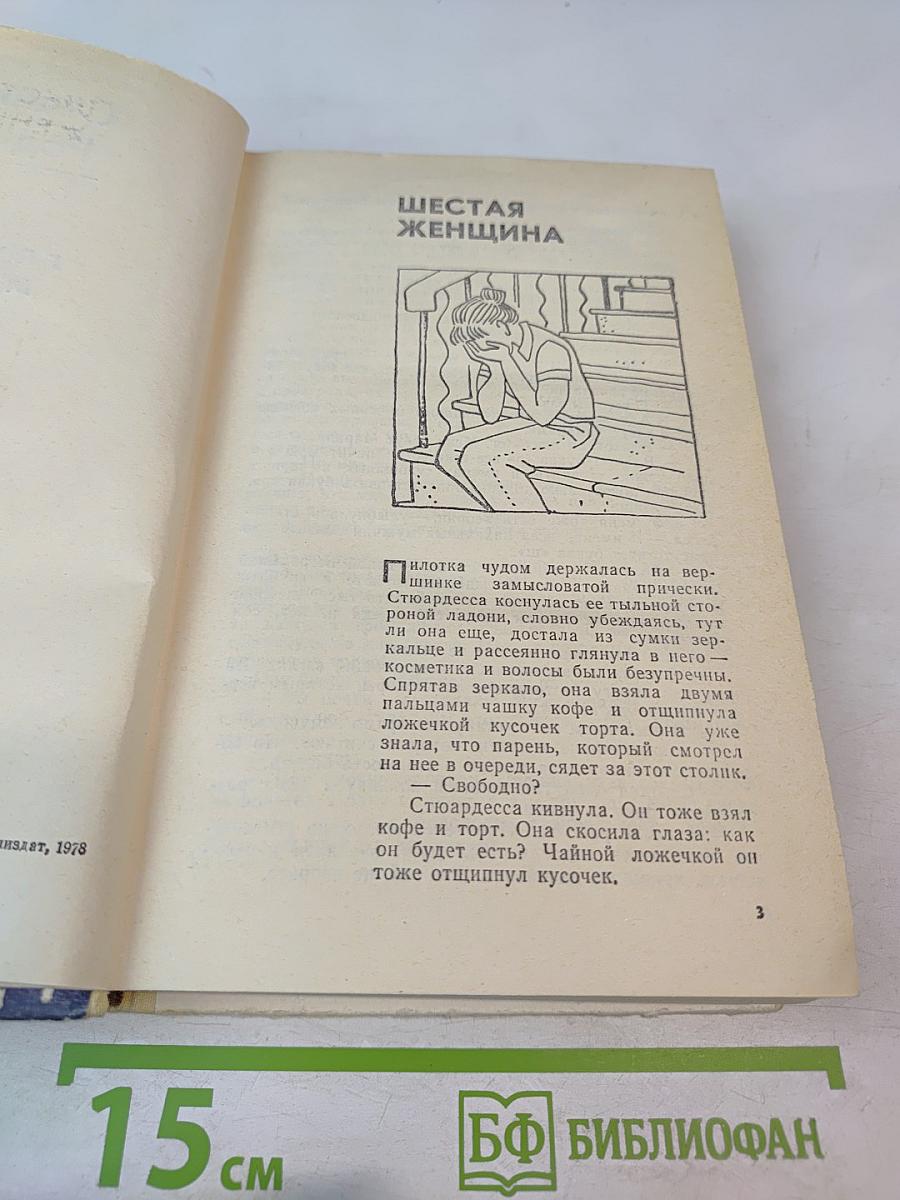 ШЕСТАЯ
ЖЕНЩИНА
Пилотка чудом держалась на вер-
шинке замысловатой прически.
Стюардесса коснулась ее тыльной сто-
роной ладони, словно убеждаясь, тут
ли она еще, достала из сумки зер-
кальце и рассеянно глянула в него —
косметика и волосы были безупречны.
Спрятав зеркало, она взяла двумя
пальцами чашку кофе и отщипнула
ложечкой кусочек торта. Она уже
знала, что парень, который смотрел
на нее в очереди, сядет за этот столик.
— Свободно?
Стюардесса кивнула. Он тоже взял
кофе и торт. Она скосила глаза: как
он будет есть? Чайной ложечкой он
тоже отщипнул кусочек.
3
издат, 1978
15 см
БФ БИБЛИОФАН